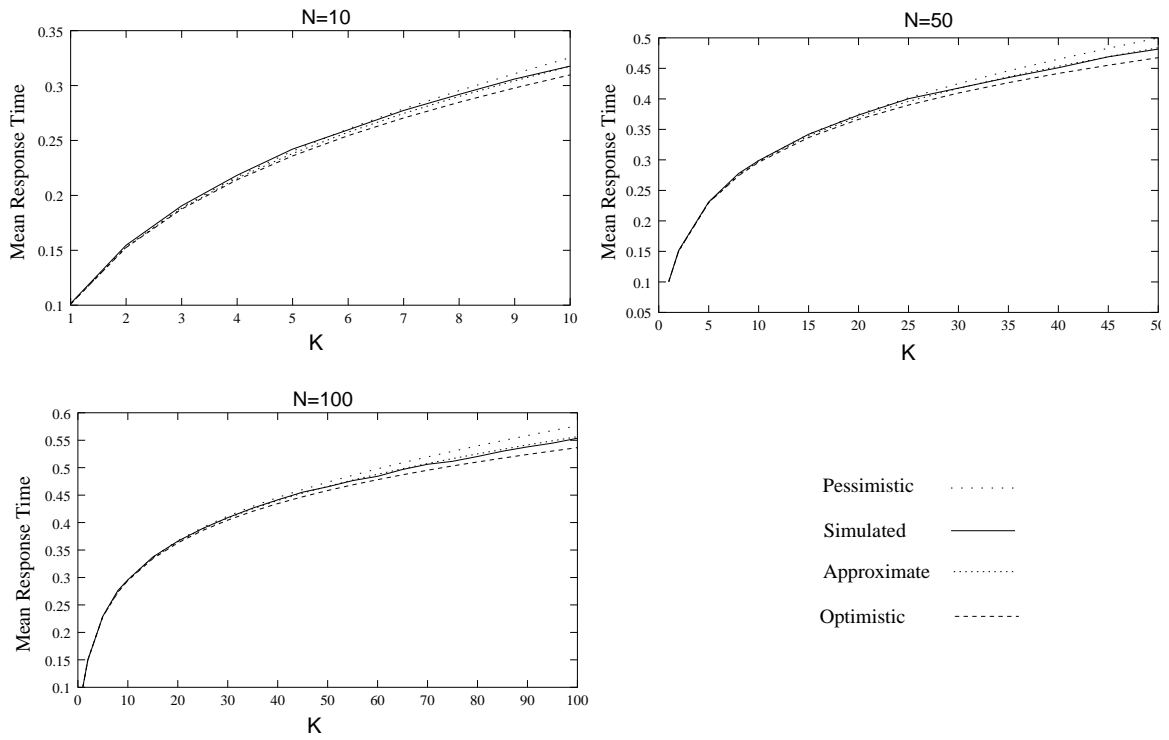 N=10
0.35
0.3
0.25
0.2
0.15
0.1
Mean Response Time
1 2 3 4 5 6 7 8 9 10
K
N=50
0.5
0.45
0.4
0.35
0.3
0.25
0.2
0.15
0.1
0.05
Mean Response Time
0 5 10 15 20 25 30 35 40 45 50
K
N=100
0.6
0.55
0.5
0.45
0.4
0.35
0.3
0.25
0.2
0.15
0.1
Mean Response Time
0 10 20 30 40 50 60 70 80 90 100
K
Pessimistic
Simulated
Approximate
Optimistic